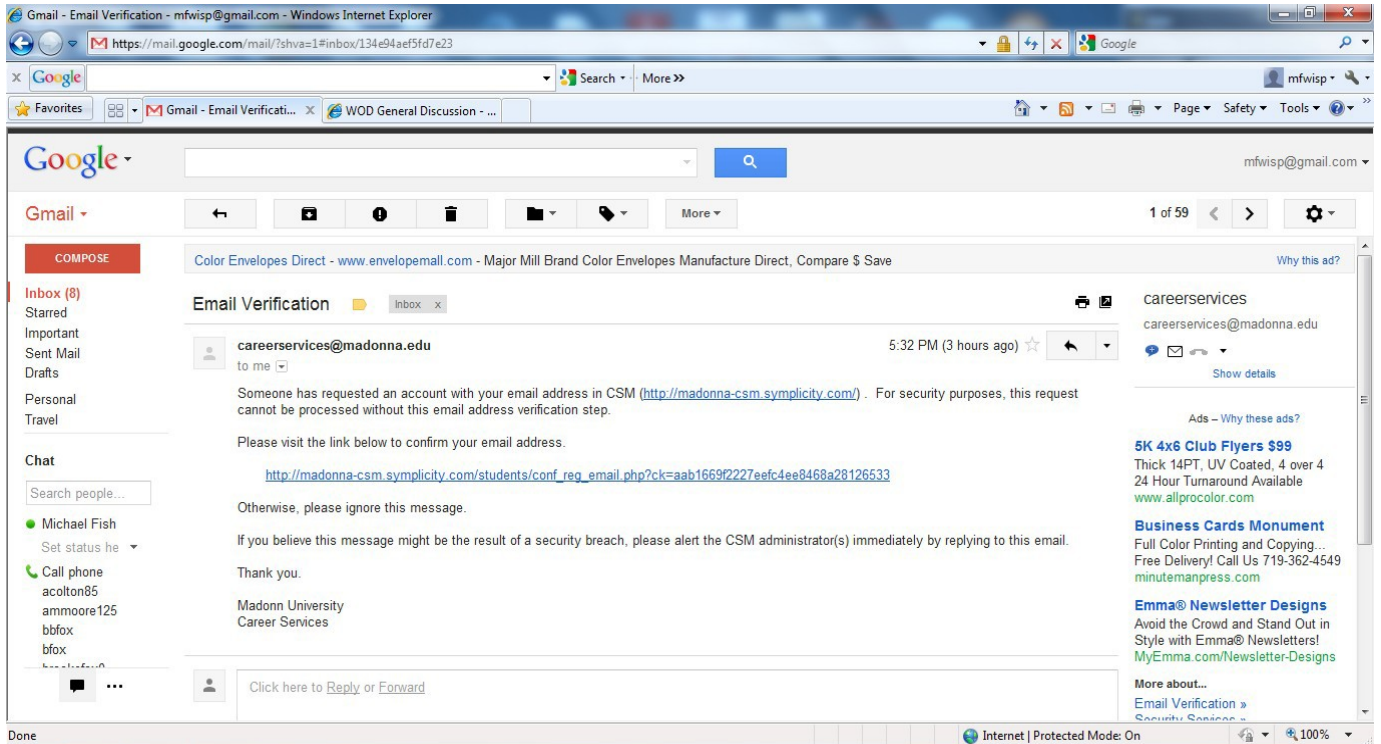 Gmail - Email Verification - mfwisp@gmail.com - Windows Internet Explorer
https://mail.google.com/mail/?shva=1#inbox/134e94aef5fd7e23
Google
x Google Search More >> mfwisp
Favorites Gmail - Email Verificati... x WOD General Discussion - ... Page Safety Tools
Google mfwisp@gmail.com
Gmail More 1 of 59
COMPOSE
Color Envelopes Direct - www.envelopemall.com - Major Mill Brand Color Envelopes Manufacture Direct, Compare $ Save Why this ad?
Inbox (8)
Starred
Important
Sent Mail
Drafts
Personal
Travel
Chat
Search people...
Michael Fish
Set status he
Call phone
acolton85
ammoore125
bbfox
bfox
Email Verification Inbox x
careerservices@madonna.edu 5:32 PM (3 hours ago)
to me
Someone has requested an account with your email address in CSM (http://madonna-csm.symplicity.com/) . For security purposes, this request
cannot be processed without this email address verification step.
Please visit the link below to confirm your email address.
http://madonna-csm.symplicity.com/students/conf_reg_email.php?ck=aab1669f2227eefc4ee8468a28126533
Otherwise, please ignore this message.
If you believe this message might be the result of a security breach, please alert the CSM administrator(s) immediately by replying to this email.
Thank you.
Madonn University
Career Services
Click here to Reply or Forward
careerservices
careerservices@madonna.edu
Show details
Ads – Why these ads?
5K 4x6 Club Flyers $99
Thick 14PT, UV Coated, 4 over 4
24 Hour Turnaround Available
www.allprocolor.com
Business Cards Monument
Full Color Printing and Copying...
Free Delivery! Call Us 719-362-4549
minutemanpress.com
Emma® Newsletter Designs
Avoid the Crowd and Stand Out in
Style with Emma® Newsletters!
MyEmma.com/Newsletter-Designs
More about...
Email Verification »
Security Services »
Done Internet | Protected Mode: On 100%